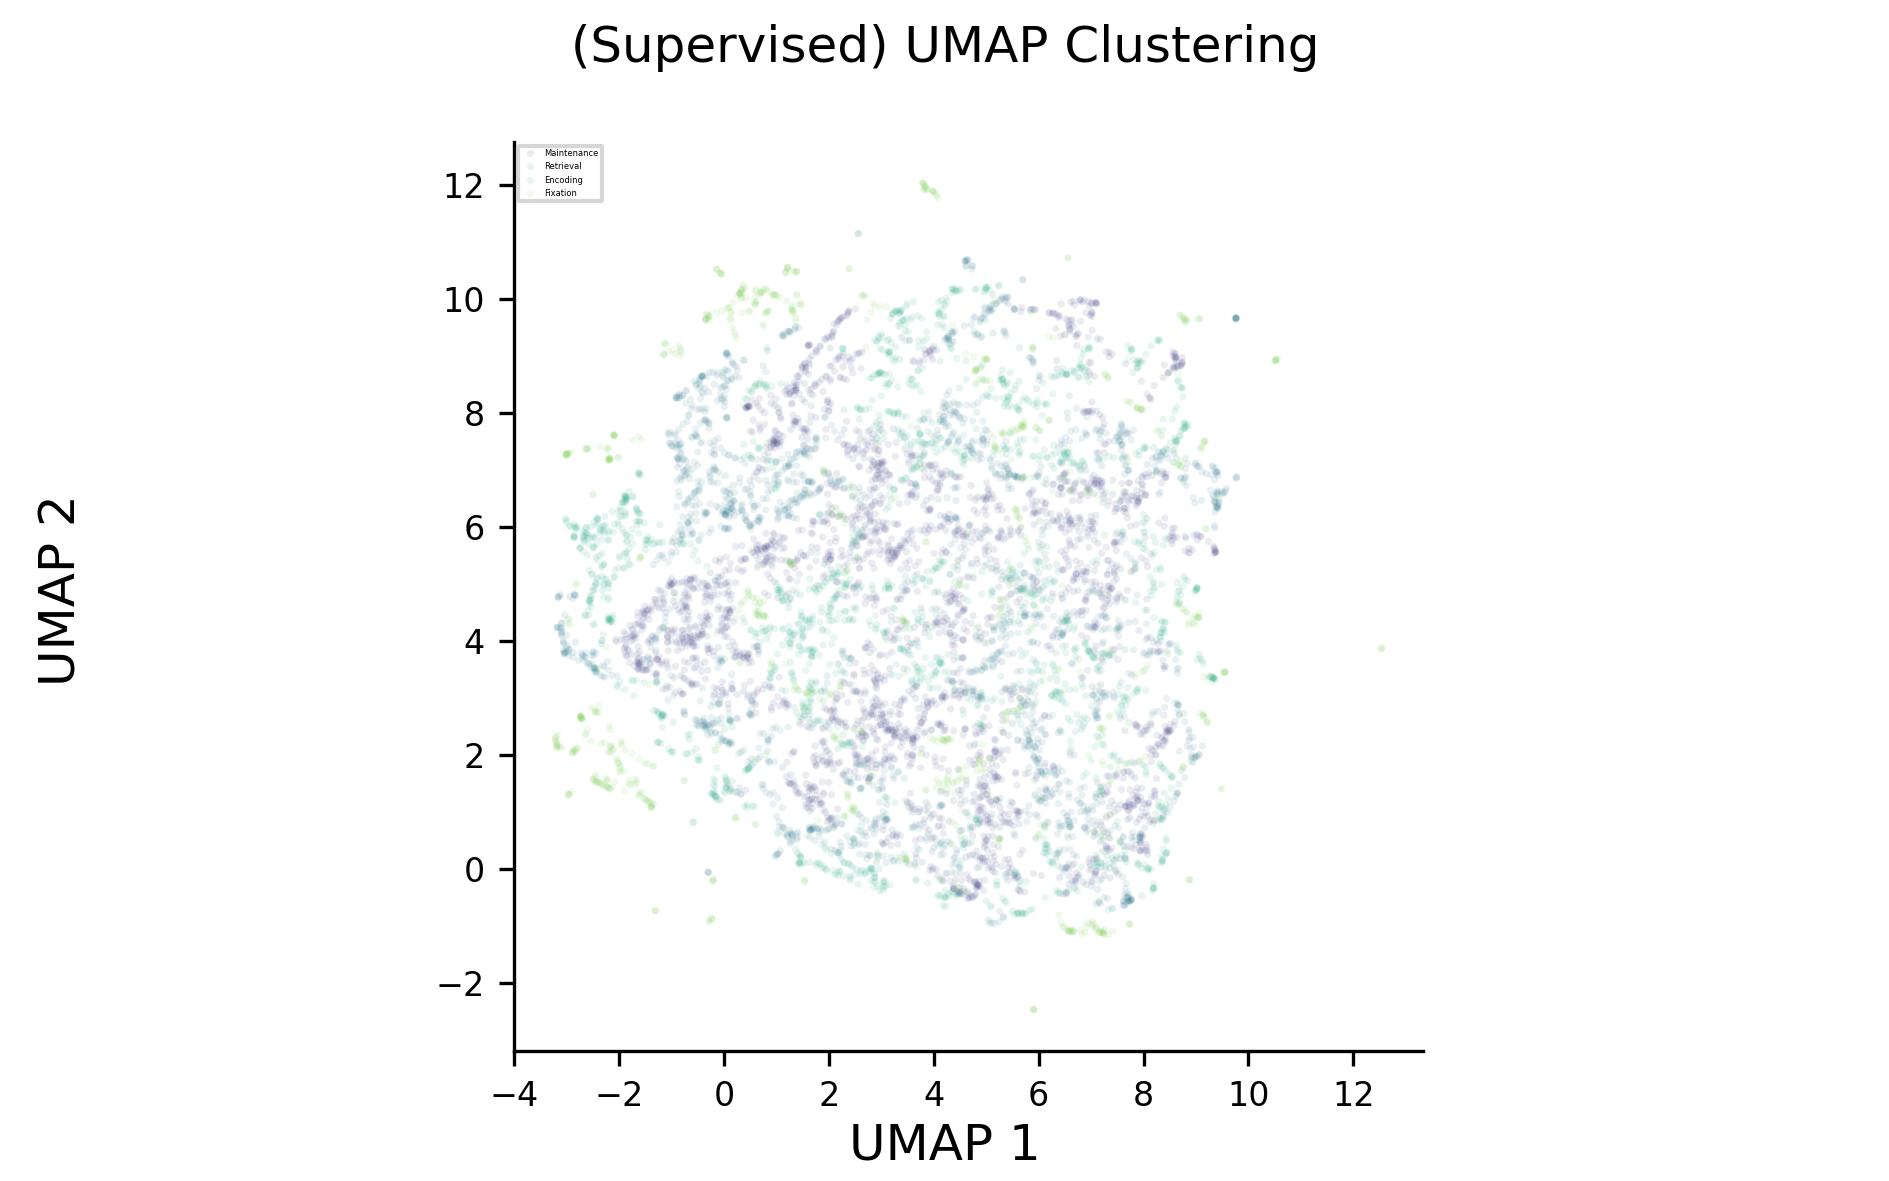 (Supervised) UMAP Clustering
Maintenance
Retrieval
Encoding
Fixation
12
10
8
6
4
2
0
−2
UMAP 2
−4 −2 0 2 4 6 8 10 12
UMAP 1